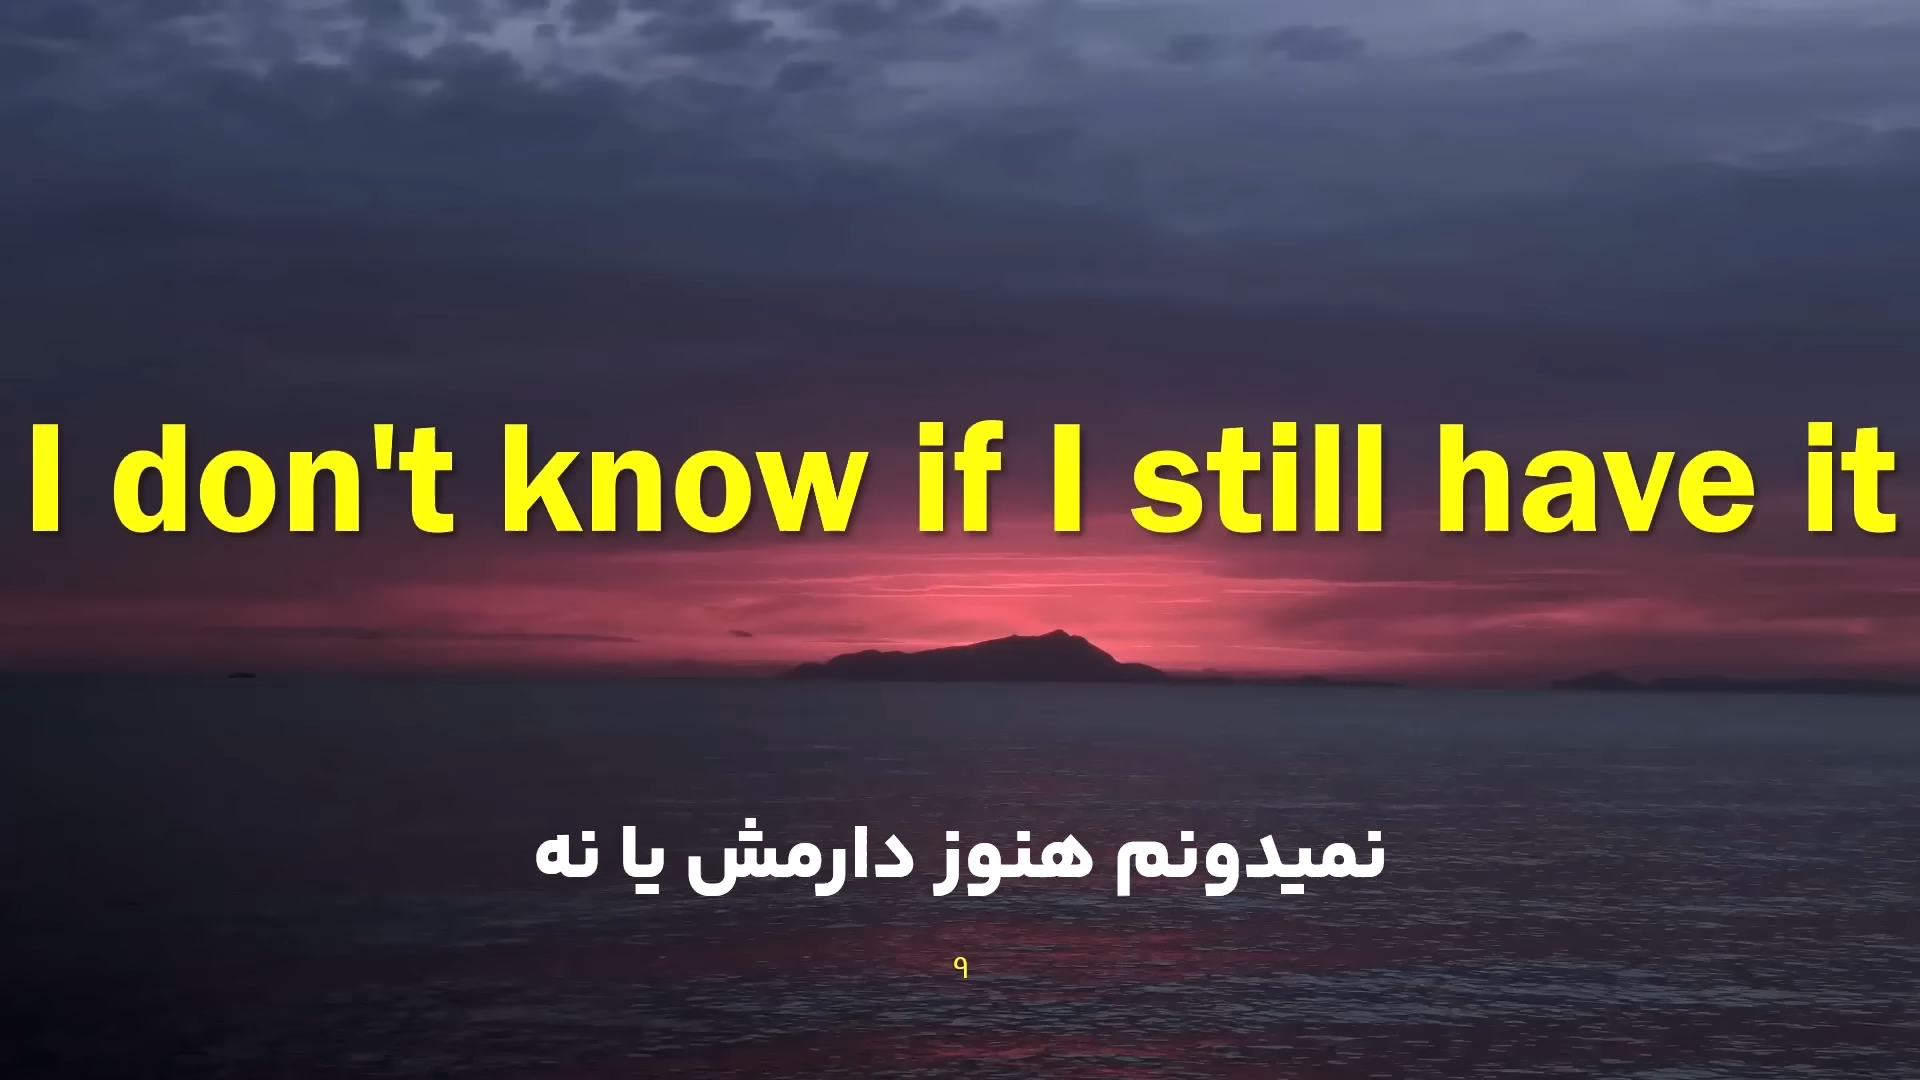 I don't know if I still have it
نمیدونم هنوز دارمش یا نه
۹